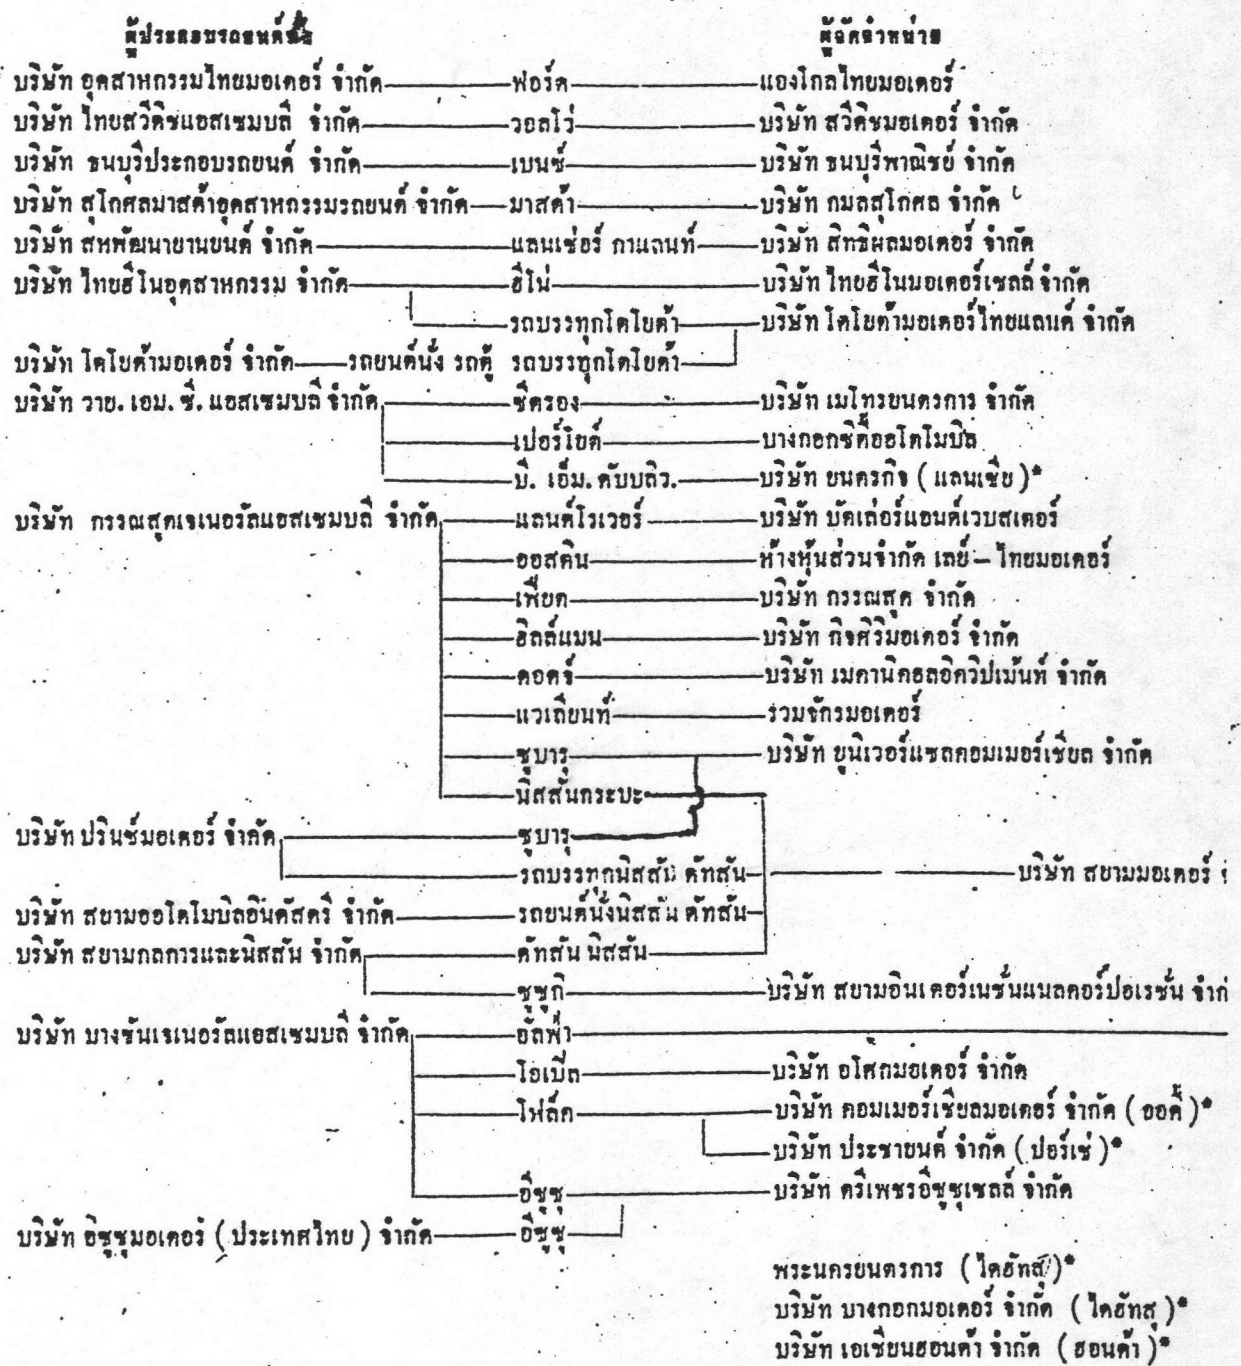 ผู้ประกอบรถยนต์ ผู้จัดจำหน่าย
บริษัท อุตสาหกรรมไทยมอเตอร์ จำกัด ฟอร์ด แองโกลไทยมอเตอร์
บริษัท ไทยสวีดิชแอสเซมบลี จำกัด วอลโว่ บริษัท สวีดิชมอเตอร์ จำกัด
บริษัท ธนบุรีประกอบรถยนต์ จำกัด เบนซ์ บริษัท ธนบุรีพาณิชย์ จำกัด
บริษัท สุโกศลมาสด้าอุตสาหกรรมรถยนต์ จำกัด มาสด้า บริษัท กมลสุโกศล จำกัด
บริษัท สหพัฒนายานยนต์ จำกัด แลนเซ่อร์ กาแลนท์ บริษัท สิทธิผลมอเตอร์ จำกัด
บริษัท ไทยฮีโนอุตสาหกรรม จำกัด ฮีโน่ บริษัท ไทยฮีโนมอเตอร์เซลล์ จำกัด
รถบรรทุกโตโยต้า บริษัท โตโยต้ามอเตอร์ไทยแลนด์ จำกัด
บริษัท โตโยต้ามอเตอร์ จำกัด รถยนต์นั่ง รถตู้ รถบรรทุกโตโยต้า
บริษัท วาย. เอม. ซี. แอสเซมบลี จำกัด ซีตรอง บริษัท เมโทรยนตรการ จำกัด
เปอร์โยต์ บางกอกซิตี้ออโตโมบิล
บี. เอ็ม. ดับบลิว. บริษัท ยนตรกิจ (แลนเซีย)*
บริษัท กรรณสูตเจเนอรัลแอสเซมบลี จำกัด แลนด์โรเวอร์ บริษัท บัตเล่อร์แอนด์เวบสเตอร์
ออสติน ห้างหุ้นส่วนจำกัด เลย์ – ไทยมอเตอร์
เฟียต บริษัท กรรณสูต จำกัด
ฮิลล์แมน บริษัท กิจศิริมอเตอร์ จำกัด
ดอดจ์ บริษัท เมคานิคธลอิควิปเม้นท์ จำกัด
แวเลียนท์ ร่วมจักรมอเตอร์
ซูบารุ บริษัท ยูนิเวอร์แซลคอมเมอร์เชียล จำกัด
นิสสันกระบะ
บริษัท ปรินซ์มอเตอร์ จำกัด ซูบารุ
รถบรรทุกนิสสัน ดัทสัน บริษัท สยามมอเตอร์
บริษัท สยามออโตโมบิลอินดัสตรี จำกัด รถยนต์นั่งนิสสัน ดัทสัน
บริษัท สยามกลการและนิสสัน จำกัด ดัทสัน นิสสัน
ซูซูกิ บริษัท สยามอินเตอร์เนชั่นแนลคอร์ปอเรชั่น จำกั
บริษัท บางชันเจเนอรัลแอสเซมบลี จำกัด อัลฟ่า
โอเปิล บริษัท อโศกมอเตอร์ จำกัด
โฟล์ค บริษัท คอมเมอร์เชียลมอเตอร์ จำกัด (ออดี้)*
บริษัท ประชายนต์ จำกัด (ปอร์เช่)*
อีซูซุ บริษัท ตรีเพชรอีซูซุเซลล์ จำกัด
บริษัท อีซูซุมอเตอร์ (ประเทศไทย) จำกัด อีซูซุ
พระนครยนตรการ (ไดฮัทสุ)*
บริษัท บางกอกมอเตอร์ จำกัด (ไดฮัทสุ)*
บริษัท เอเชียนฮอนด้า จำกัด (ฮอนด้า)*